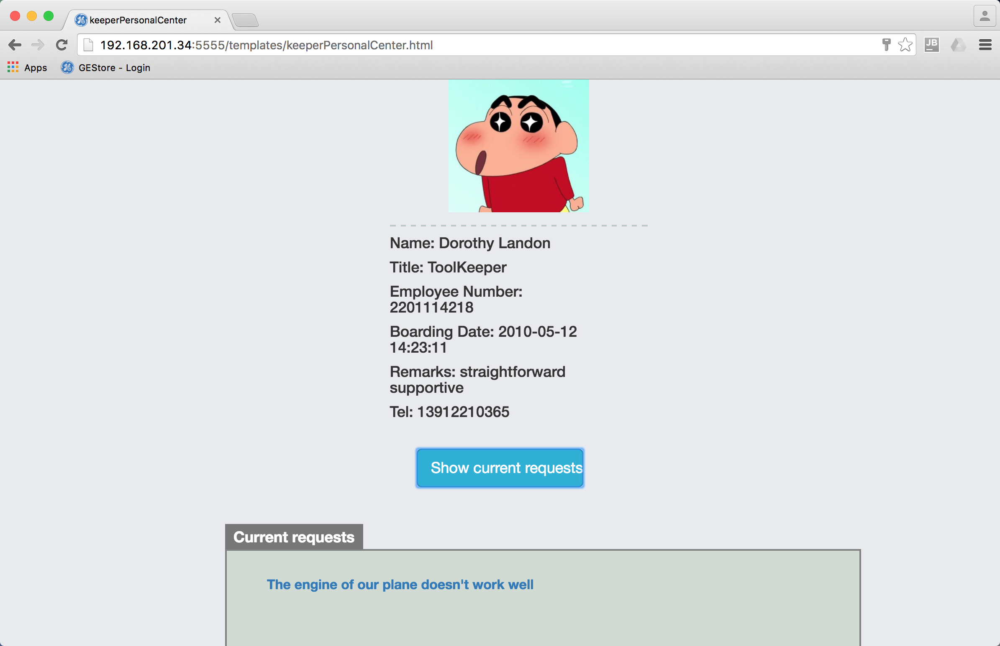 keeperPersonalCenter
192.168.201.34:5555/templates/keeperPersonalCenter.html
JB
Apps
GEStore - Login
Name: Dorothy Landon
Title: ToolKeeper
Employee Number:
2201114218
Boarding Date: 2010-05-12
14:23:11
Remarks: straightforward
supportive
Tel: 13912210365
Show current requests
Current requests
The engine of our plane doesn't work well